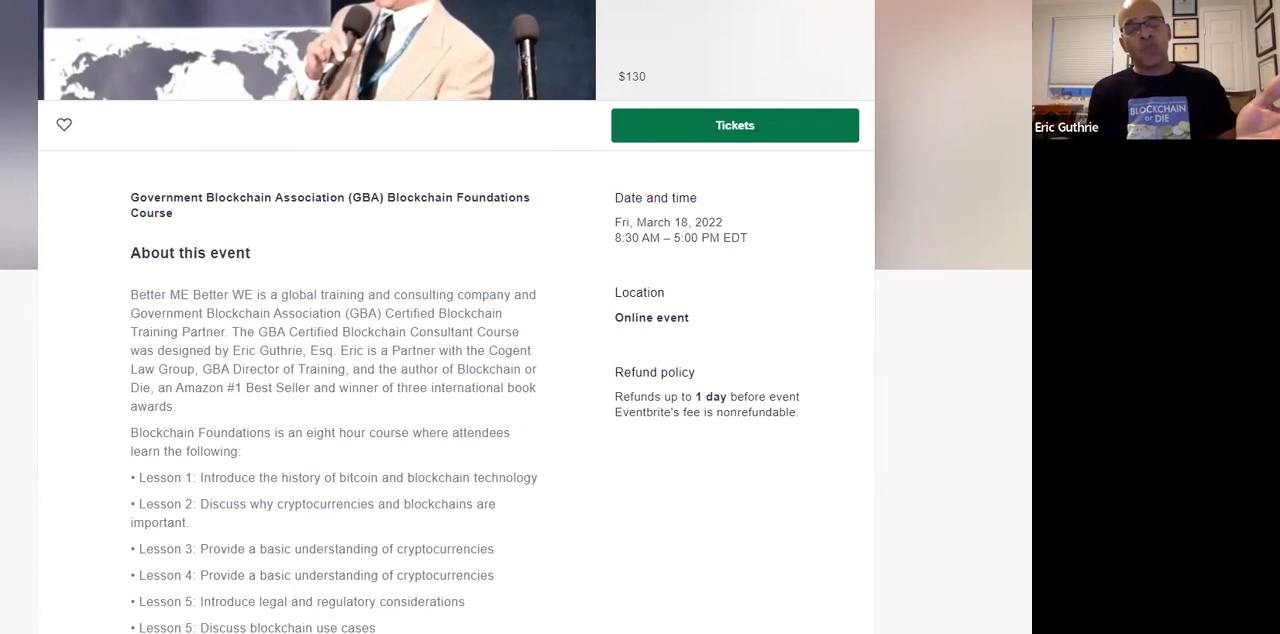 $130
Tickets
Government Blockchain Association (GBA) Blockchain Foundations
Course
About this event
Better ME Better WE is a global training and consulting company and
Government Blockchain Association (GBA) Certified Blockchain
Training Partner. The GBA Certified Blockchain Consultant Course
was designed by Eric Guthrie, Esq. Eric is a Partner with the Cogent
Law Group, GBA Director of Training, and the author of Blockchain or
Die, an Amazon #1 Best Seller and winner of three international book
awards.
Blockchain Foundations is an eight hour course where attendees
learn the following:
• Lesson 1: Introduce the history of bitcoin and blockchain technology
• Lesson 2: Discuss why cryptocurrencies and blockchains are
important.
• Lesson 3: Provide a basic understanding of cryptocurrencies
• Lesson 4: Provide a basic understanding of cryptocurrencies
• Lesson 5: Introduce legal and regulatory considerations
• Lesson 5: Discuss blockchain use cases
Date and time
Fri, March 18, 2022
8:30 AM – 5:00 PM EDT
Location
Online event
Refund policy
Refunds up to 1 day before event
Eventbrite's fee is nonrefundable.
Eric Guthrie
BLOCKCHAIN
OR DIE